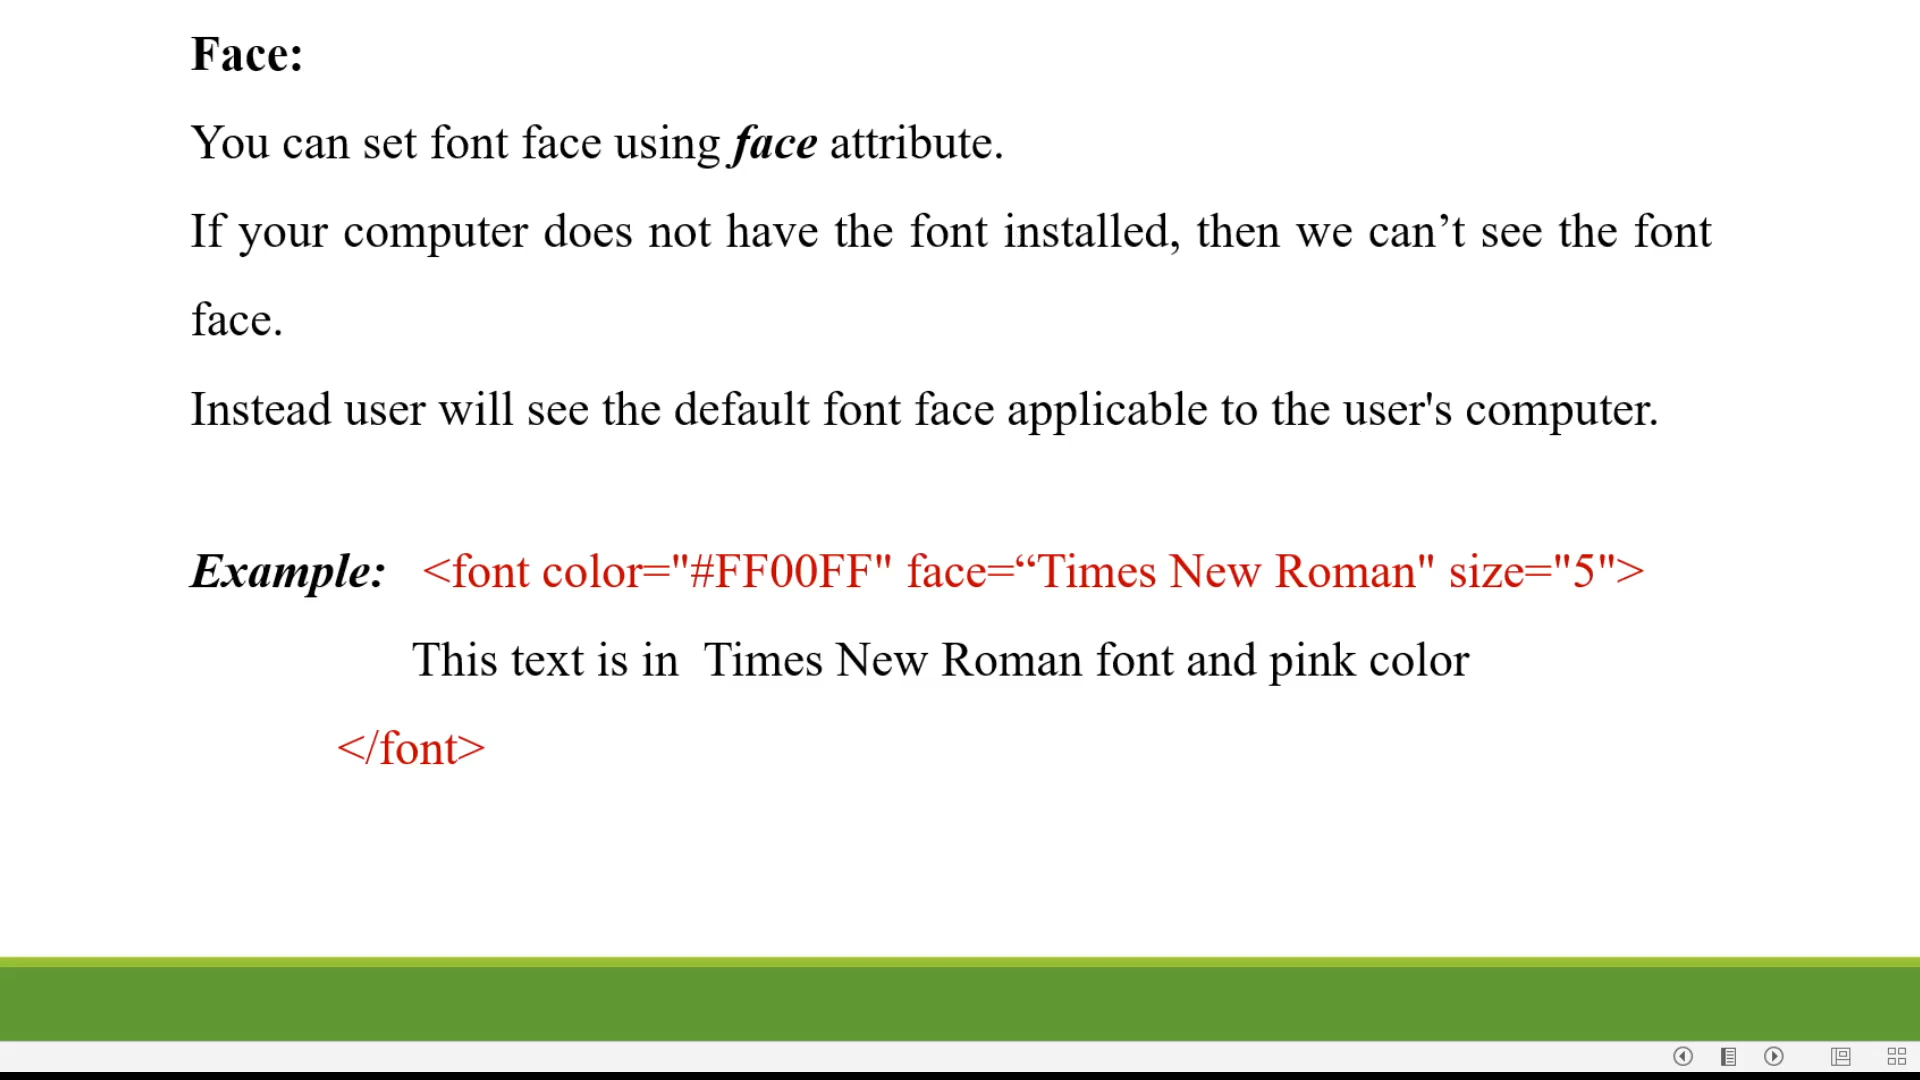 Face:
You can set font face using face attribute.
If your computer does not have the font installed, then we can’t see the font
face.
Instead user will see the default font face applicable to the user's computer.
Example: <font color="#FF00FF" face=“Times New Roman" size="5">
This text is in  Times New Roman font and pink color
</font>